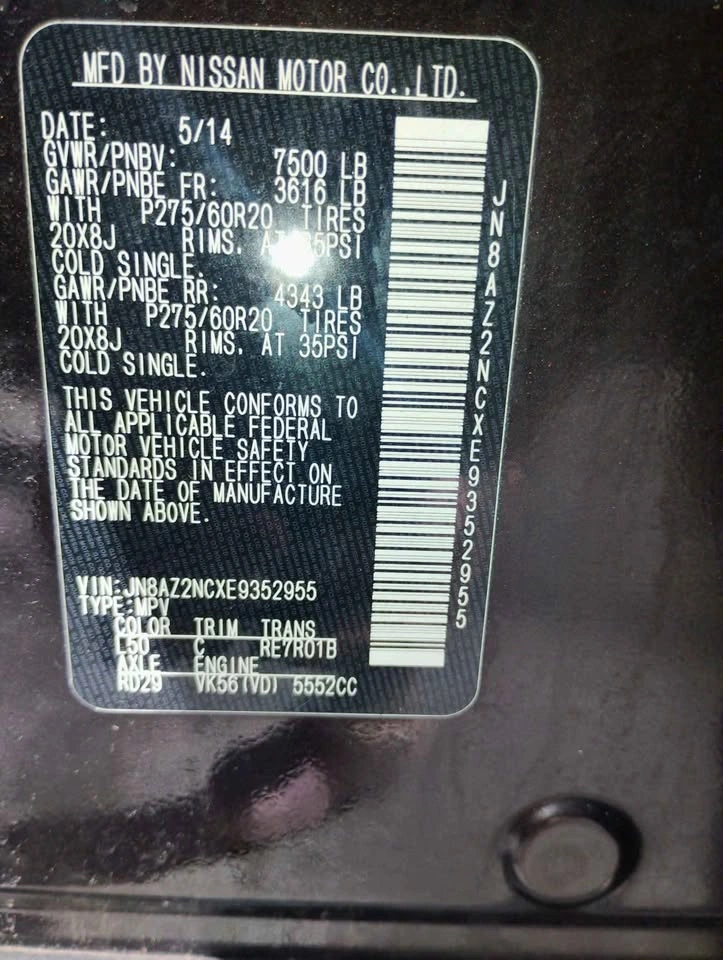 MFD BY NISSAN MOTOR CO.,LTD.
DATE: 5/14
GVWR/PNBV: 7500 LB
GAWR/PNBE FR: 3616 LB
WITH P275/60R20 TIRES
20X8J RIMS. AT 35PSI
COLD SINGLE.
GAWR/PNBE RR: 4343 LB
WITH P275/60R20 TIRES
20X8J RIMS. AT 35PSI
COLD SINGLE.
THIS VEHICLE CONFORMS TO
ALL APPLICABLE FEDERAL
MOTOR VEHICLE SAFETY
STANDARDS IN EFFECT ON
THE DATE OF MANUFACTURE
SHOWN ABOVE.
VIN:JN8AZ2NCXE9352955
TYPE:MPV
COLOR TRIM TRANS
L50 C RE7R01B
AXLE ENGINE
RD29 VK56(VD) 5552CC
JN8AZ2NCXE9352955